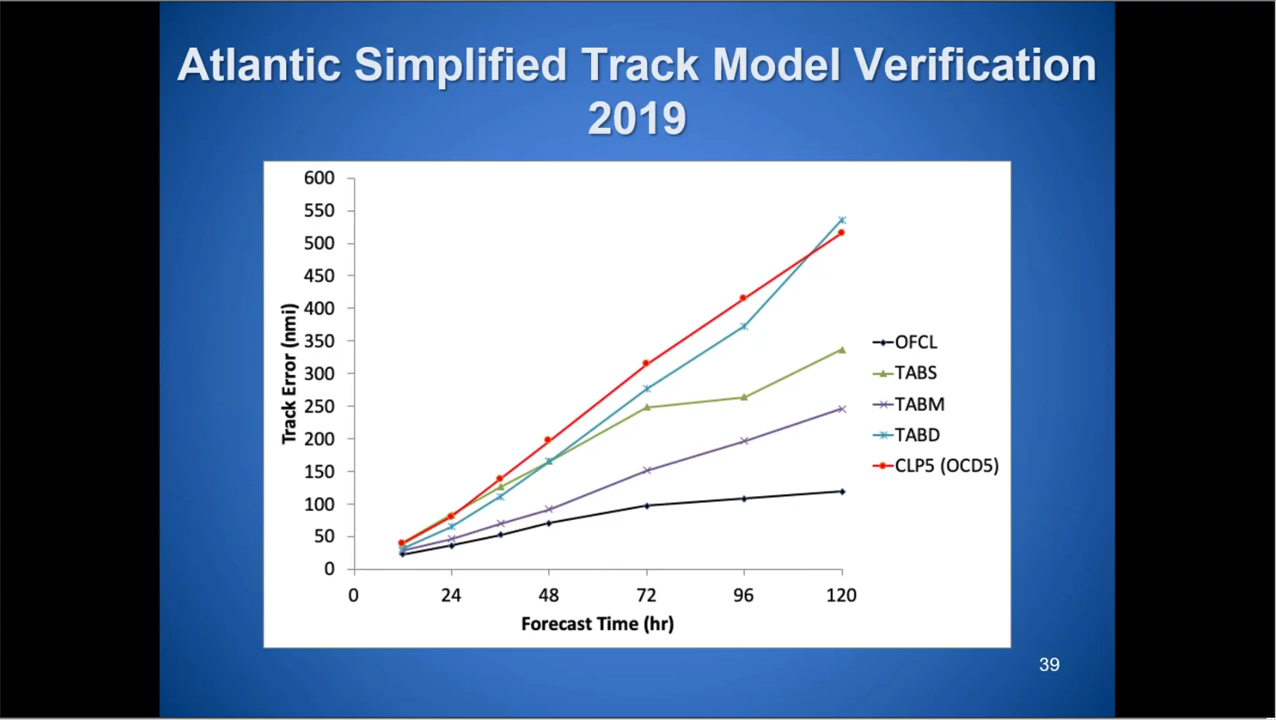 Atlantic Simplified Track Model Verification
2019
600
550
500
450
400
350
300
250
200
150
100
50
0
Track Error (nmi)
0 24 48 72 96 120
Forecast Time (hr)
OFCL
TABS
TABM
TABD
CLP5 (OCD5)
39